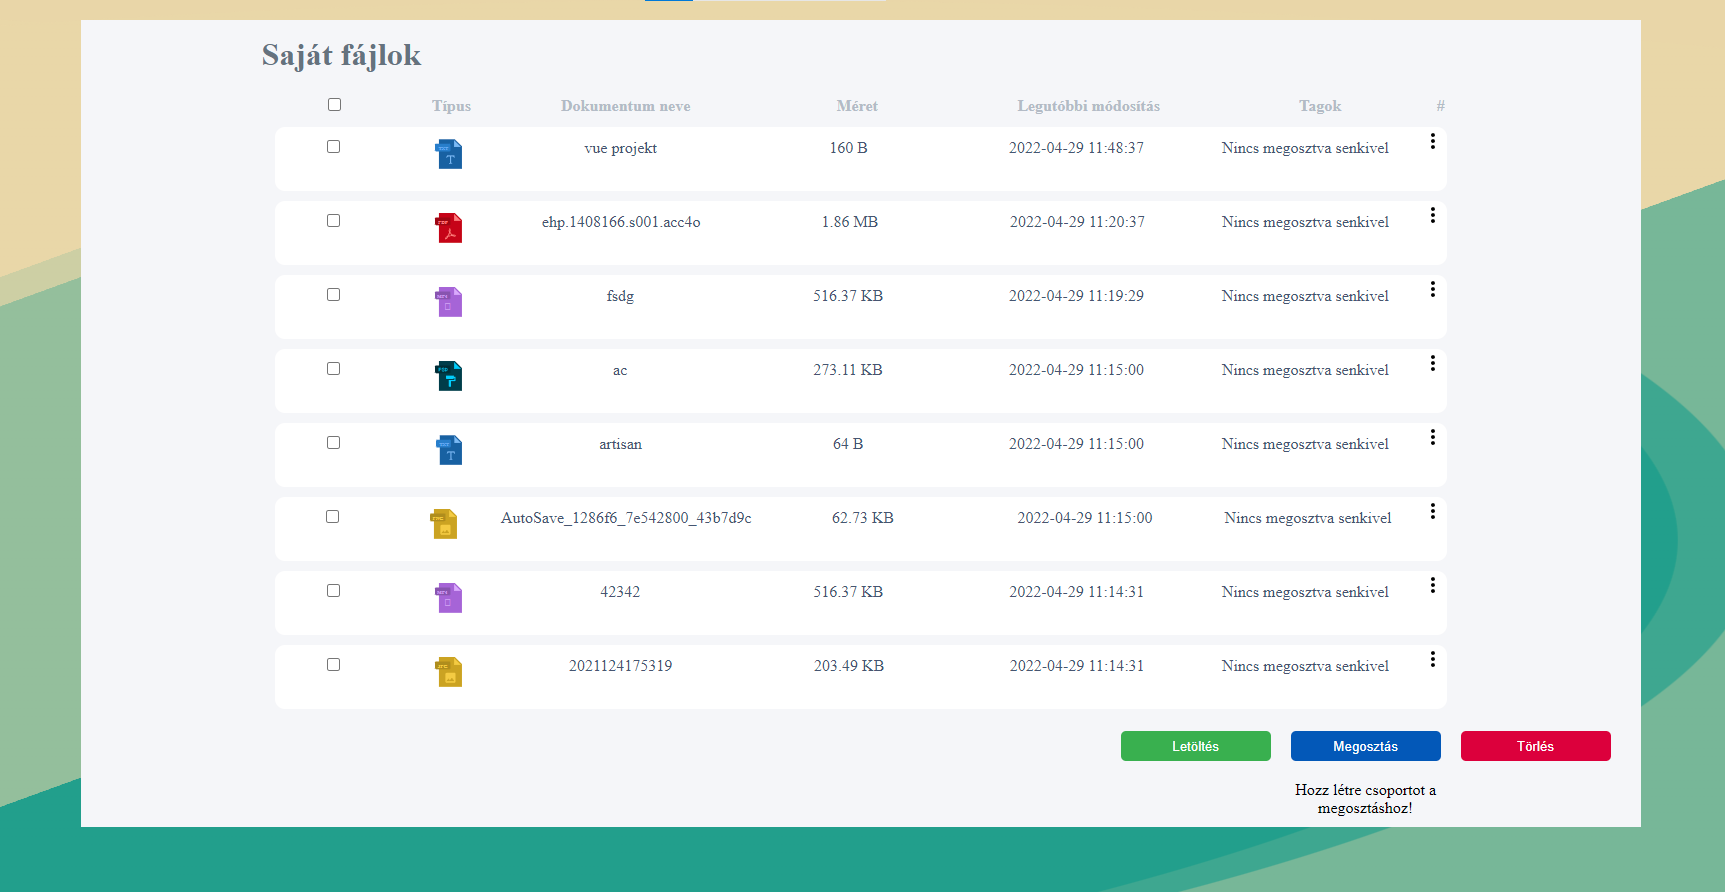 Saját fájlok
Típus Dokumentum neve Méret Legutóbbi módosítás Tagok #
vue projekt 160 B 2022-04-29 11:48:37 Nincs megosztva senkivel
ehp.1408166.s001.acc4o 1.86 MB 2022-04-29 11:20:37 Nincs megosztva senkivel
fsdg 516.37 KB 2022-04-29 11:19:29 Nincs megosztva senkivel
ac 273.11 KB 2022-04-29 11:15:00 Nincs megosztva senkivel
artisan 64 B 2022-04-29 11:15:00 Nincs megosztva senkivel
AutoSave_1286f6_7e542800_43b7d9c 62.73 KB 2022-04-29 11:15:00 Nincs megosztva senkivel
42342 516.37 KB 2022-04-29 11:14:31 Nincs megosztva senkivel
2021124175319 203.49 KB 2022-04-29 11:14:31 Nincs megosztva senkivel
Letöltés Megosztás Törlés
Hozz létre csoportot a
megosztáshoz!